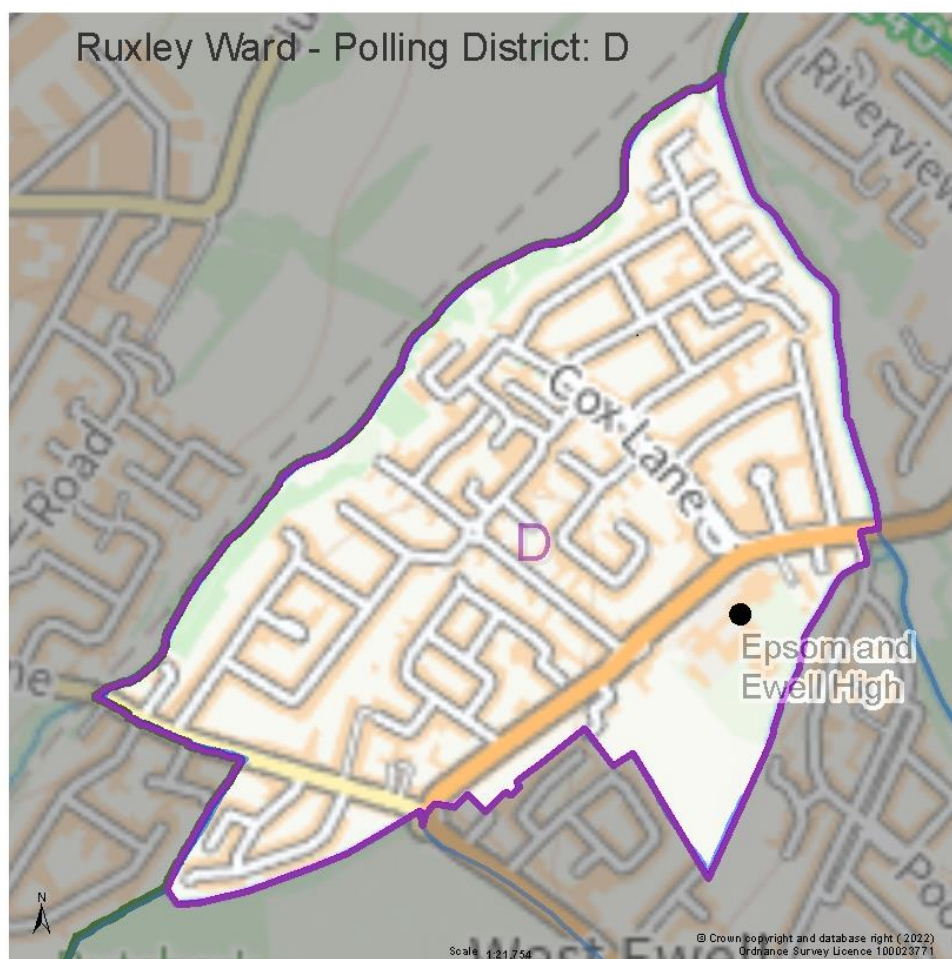 Ruxley Ward - Polling District: D
Riverview
Cox Lane
Road
D
Epsom and
Ewell High
N
West Ewell
Scale 1:21,754
© Crown copyright and database right (2022)
Ordnance Survey Licence 100023771